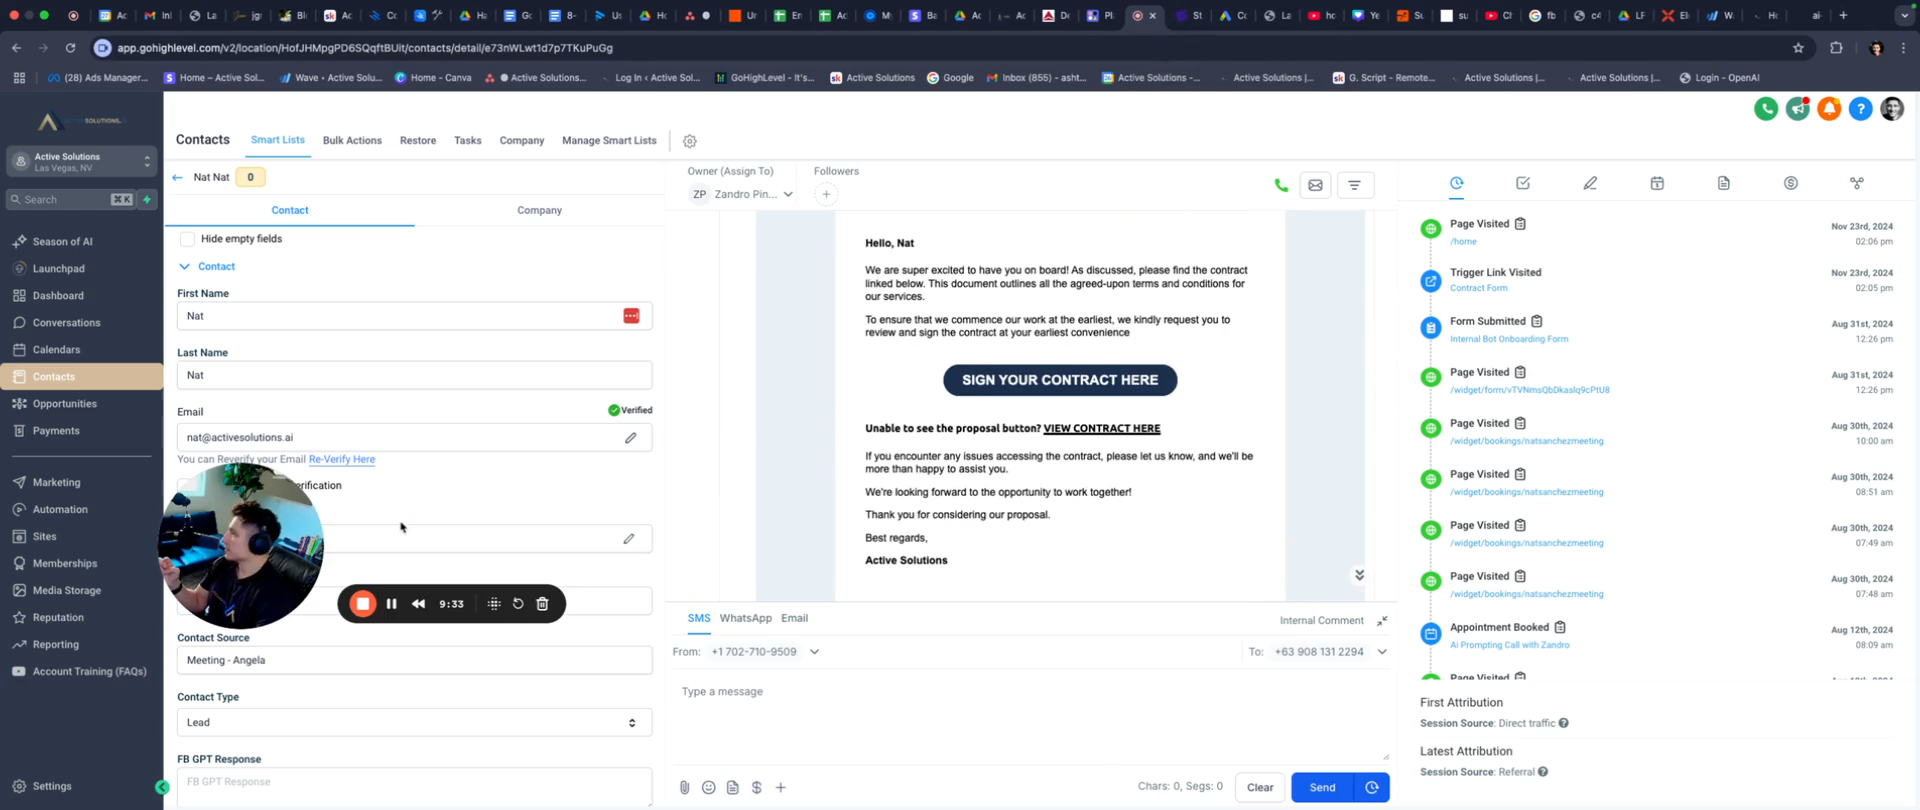 app.gohighlevel.com/v2/location/HofJHMpgPD6SQqftBUit/contacts/detail/e73nWLwt1d7p7TKuPuGg
(28) Ads Manager...
Home – Active Sol...
Wave • Active Solu...
Home - Canva
Active Solutions...
Log In ‹ Active Sol...
GoHighLevel - It's...
Active Solutions
Google
Inbox (855) - asht...
Active Solutions -...
Active Solutions |...
G. Script - Remote...
Active Solutions |...
Active Solutions |...
Login - OpenAI
Active Solutions
Las Vegas, NV
Search
⌘ K
Season of AI
Launchpad
Dashboard
Conversations
Calendars
Contacts
Opportunities
Payments
Marketing
Automation
Sites
Memberships
Media Storage
Reputation
Reporting
Account Training (FAQs)
Settings
Contacts
Smart Lists
Bulk Actions
Restore
Tasks
Company
Manage Smart Lists
Nat Nat
0
Contact
Company
Hide empty fields
Contact
First Name
Nat
Last Name
Nat
Email
Verified
nat@activesolutions.ai
You can Reverify your Email Re-Verify Here
erification
9:33
Contact Source
Meeting - Angela
Contact Type
Lead
FB GPT Response
FB GPT Response
Owner (Assign To)
ZP Zandro Pin...
Followers
Hello, Nat
We are super excited to have you on board! As discussed, please find the contract
linked below. This document outlines all the agreed-upon terms and conditions for
our services.
To ensure that we commence our work at the earliest, we kindly request you to
review and sign the contract at your earliest convenience
SIGN YOUR CONTRACT HERE
Unable to see the proposal button? VIEW CONTRACT HERE
If you encounter any issues accessing the contract, please let us know, and we'll be
more than happy to assist you.
We're looking forward to the opportunity to work together!
Thank you for considering our proposal.
Best regards,
Active Solutions
SMS
WhatsApp
Email
Internal Comment
From: +1 702-710-9509
To: +63 908 131 2294
Type a message
Chars: 0, Segs: 0
Clear
Send
Page Visited
/home
Nov 23rd, 2024
02:06 pm
Trigger Link Visited
Contract Form
Nov 23rd, 2024
02:05 pm
Form Submitted
Internal Bot Onboarding Form
Aug 31st, 2024
12:26 pm
Page Visited
/widget/form/vTVNmsQbDkaslq9cPtU8
Aug 31st, 2024
12:26 pm
Page Visited
/widget/bookings/natsanchezmeeting
Aug 30th, 2024
10:00 am
Page Visited
/widget/bookings/natsanchezmeeting
Aug 30th, 2024
08:51 am
Page Visited
/widget/bookings/natsanchezmeeting
Aug 30th, 2024
07:49 am
Page Visited
/widget/bookings/natsanchezmeeting
Aug 30th, 2024
07:48 am
Appointment Booked
Ai Prompting Call with Zandro
Aug 12th, 2024
08:09 am
Page Visited
First Attribution
Session Source: Direct traffic
Latest Attribution
Session Source: Referral